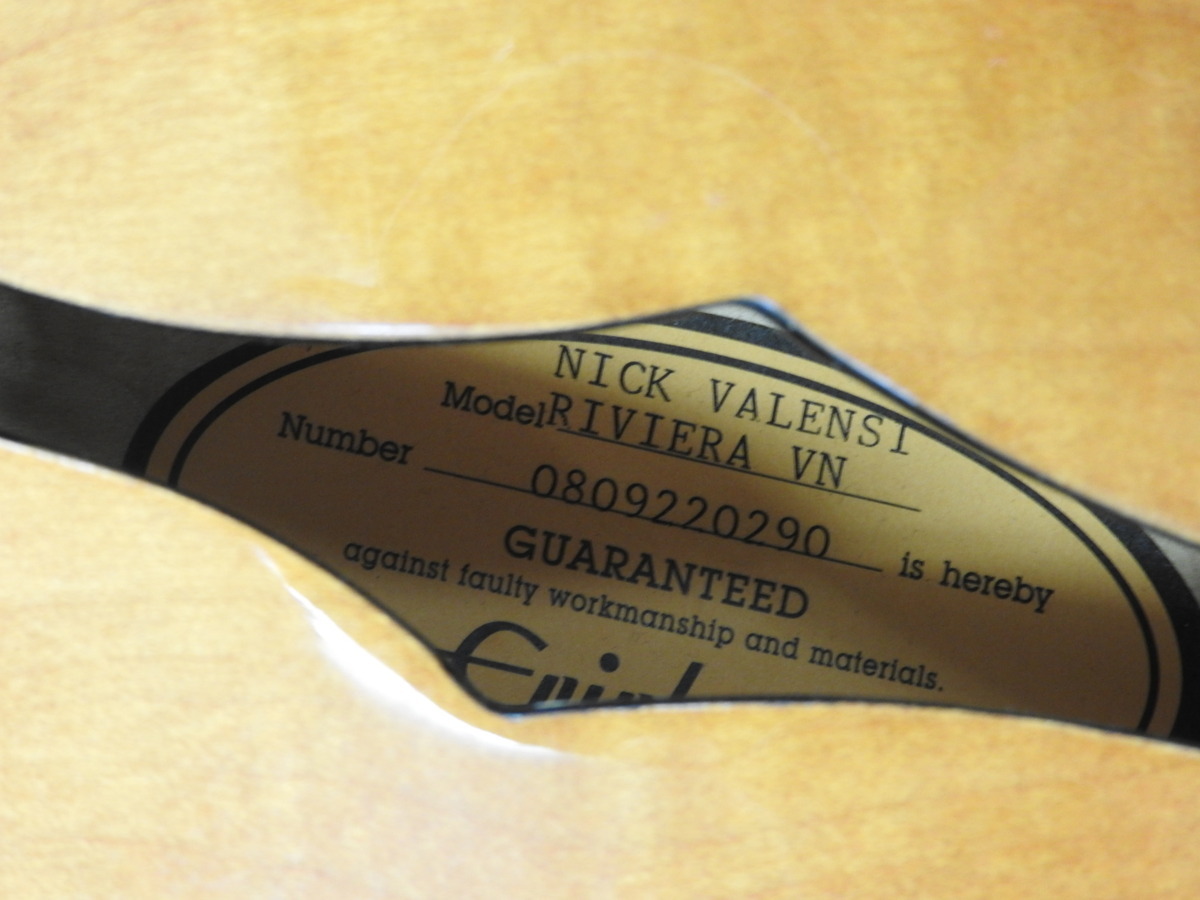 NICK VALENSI
Model RIVIERA VN
Number 0809220290 is hereby
GUARANTEED
against faulty workmanship and materials.